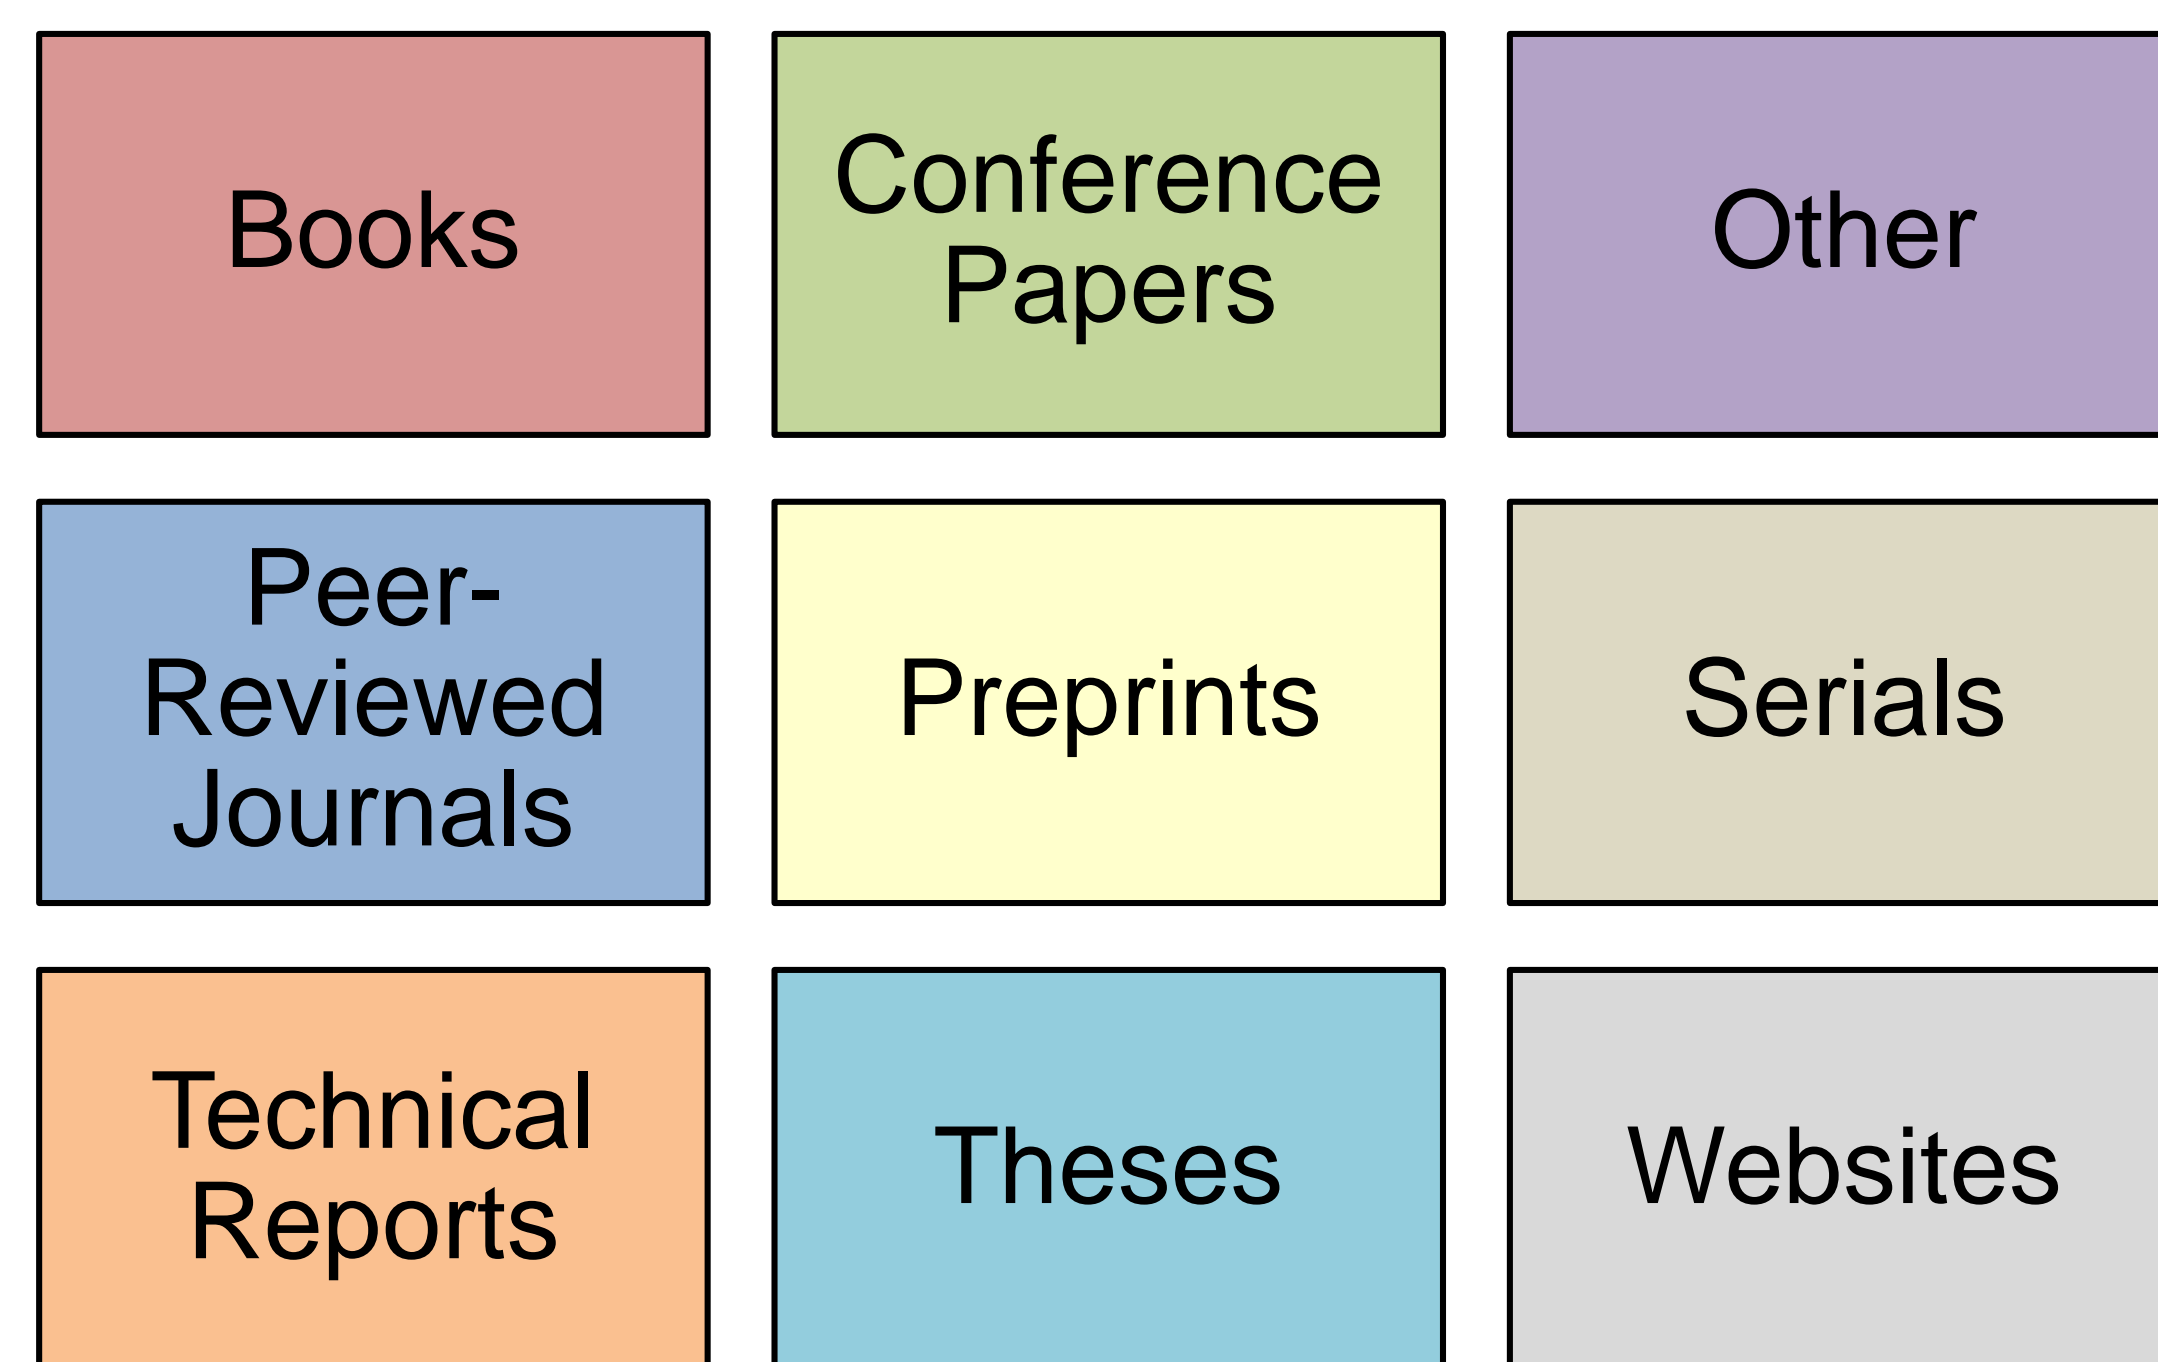 Books
Conference
Papers
Other
Peer-
Reviewed
Journals
Preprints
Serials
Technical
Reports
Theses
Websites